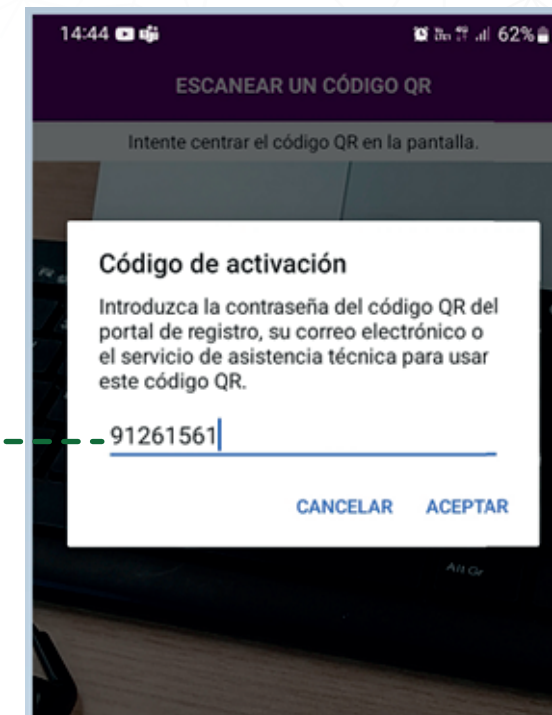 14:44
62%
ESCANEAR UN CÓDIGO QR
Intente centrar el código QR en la pantalla.
Código de activación
Introduzca la contraseña del código QR del
portal de registro, su correo electrónico o
el servicio de asistencia técnica para usar
este código QR.
91261561
CANCELAR ACEPTAR
Alt Gr